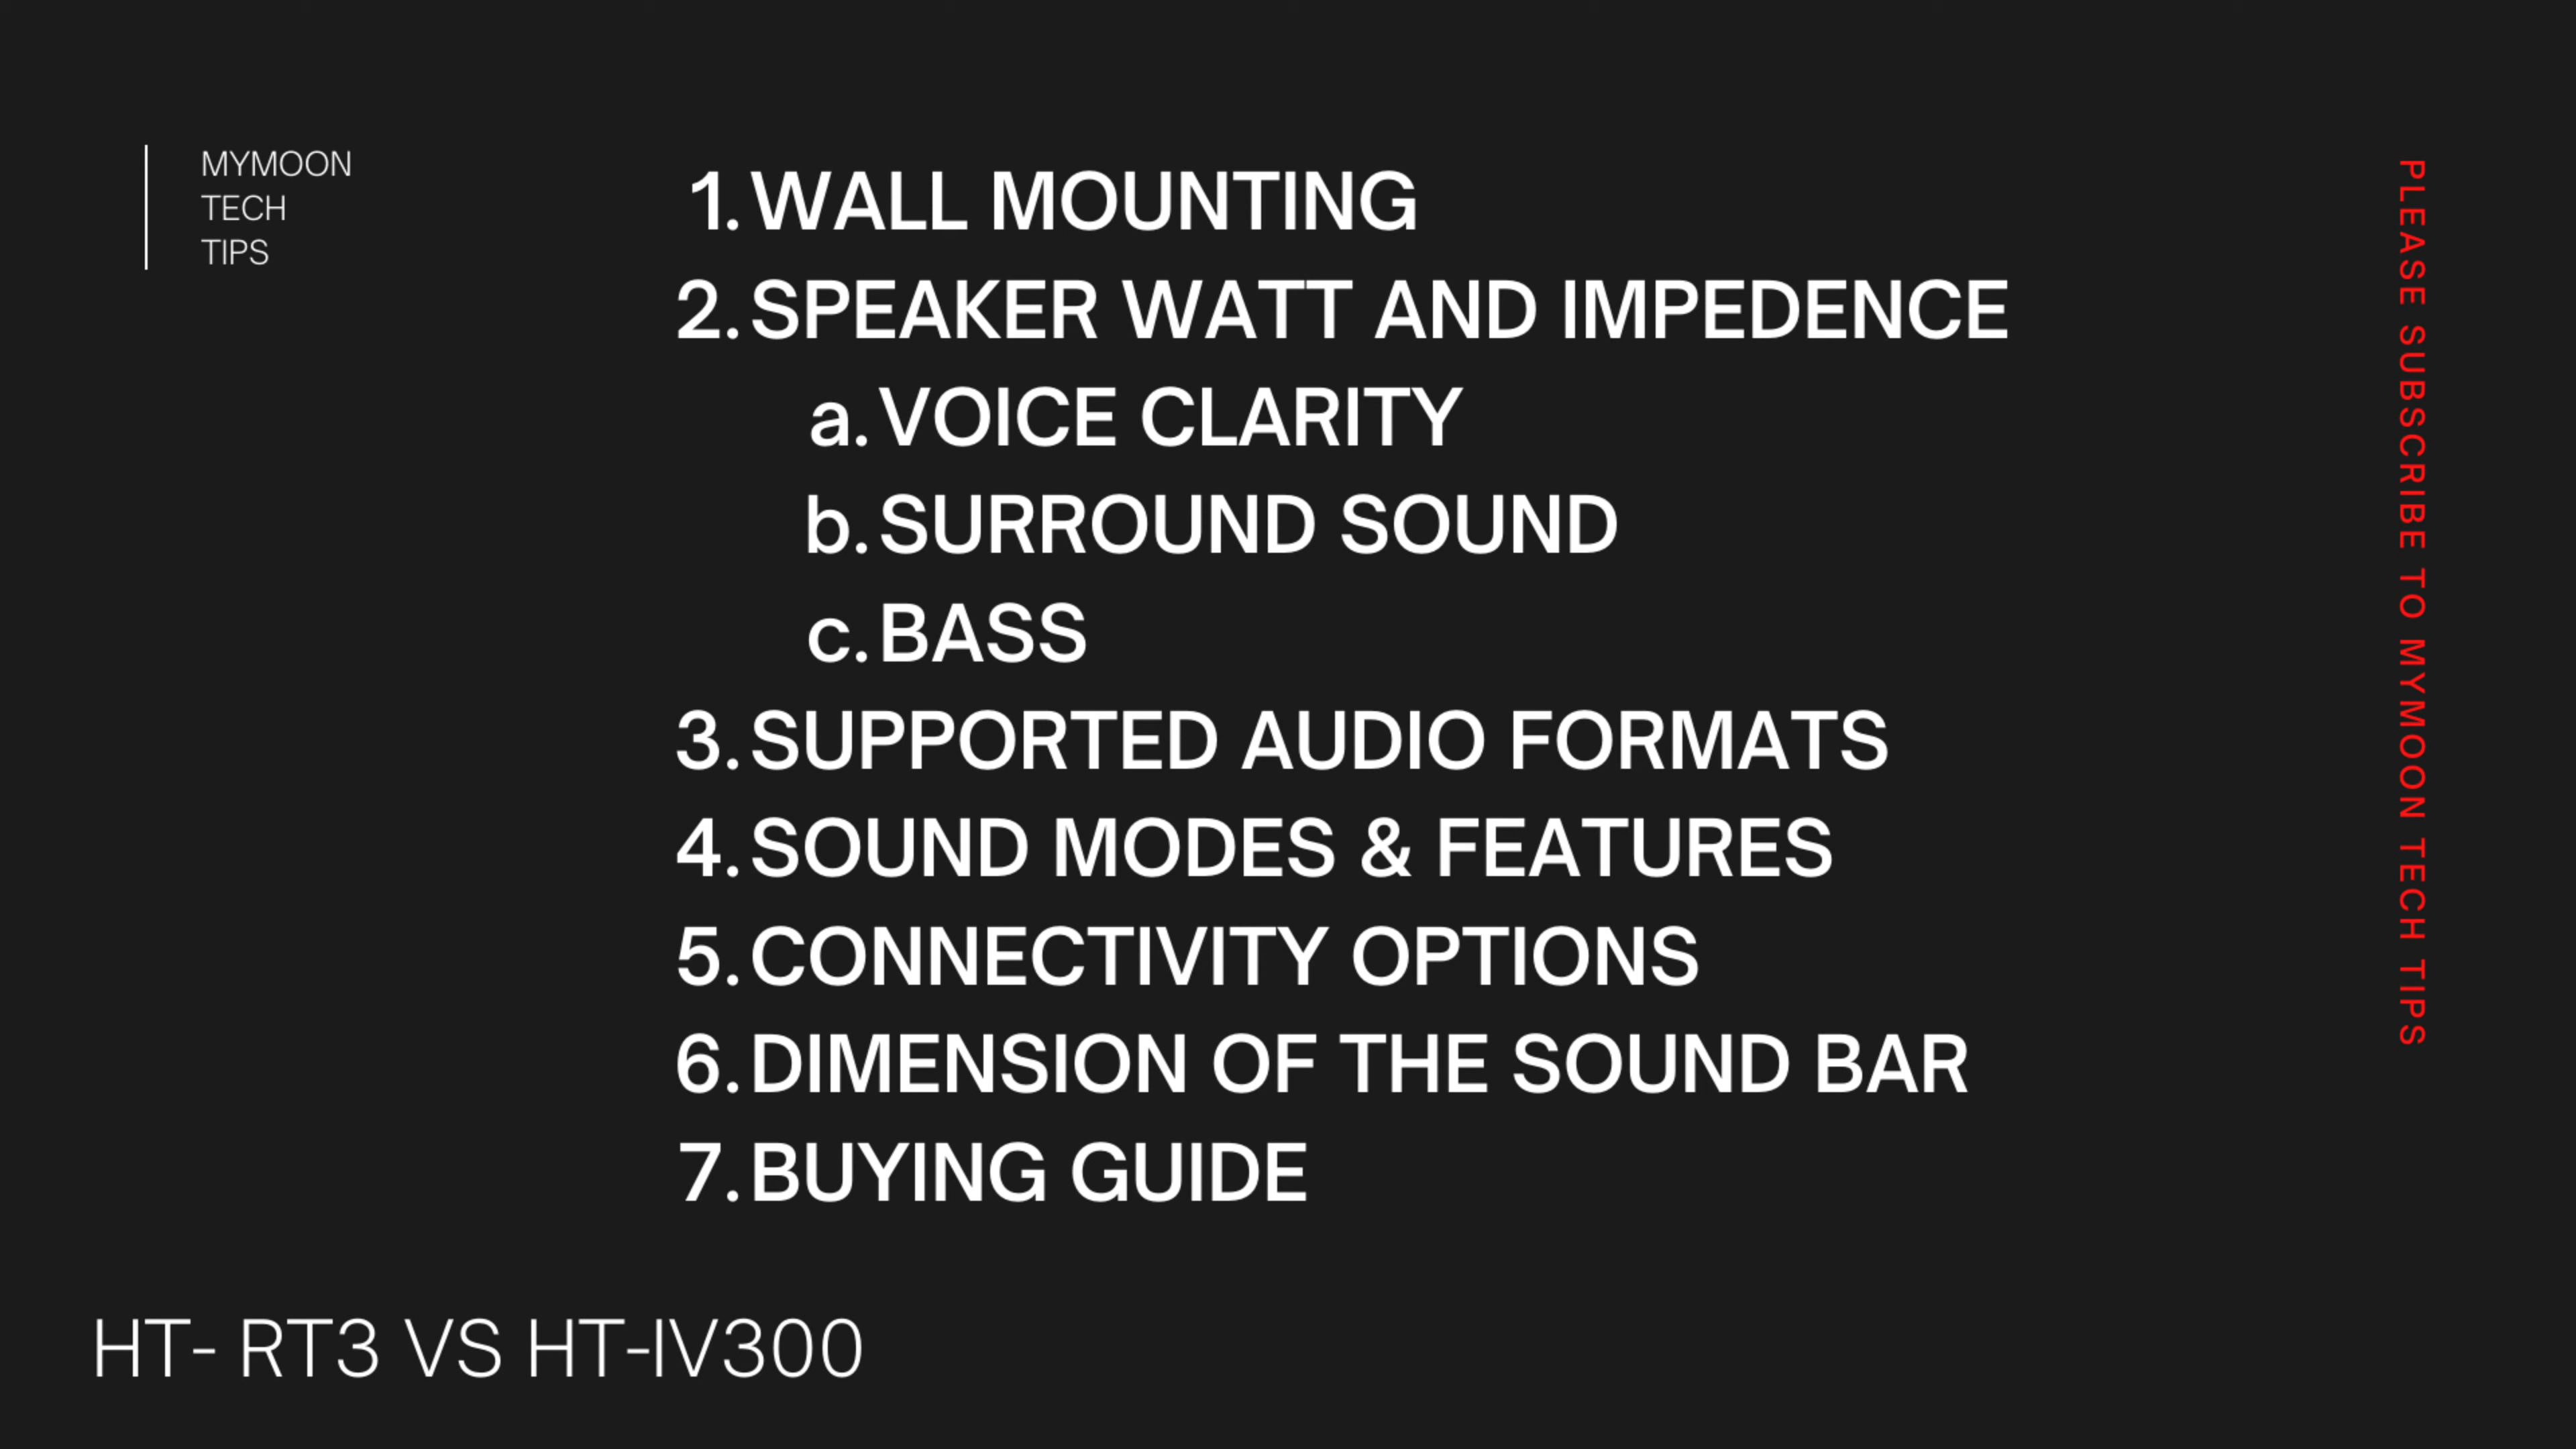 MYMOON
TECH
TIPS
1. WALL MOUNTING
2. SPEAKER WATT AND IMPEDENCE
a. VOICE CLARITY
b. SURROUND SOUND
c. BASS
3. SUPPORTED AUDIO FORMATS
4. SOUND MODES & FEATURES
5. CONNECTIVITY OPTIONS
6. DIMENSION OF THE SOUND BAR
7. BUYING GUIDE
HT- RT3 VS HT-IV300
PLEASE SUBSCRIBE TO MYMOON TECH TIPS